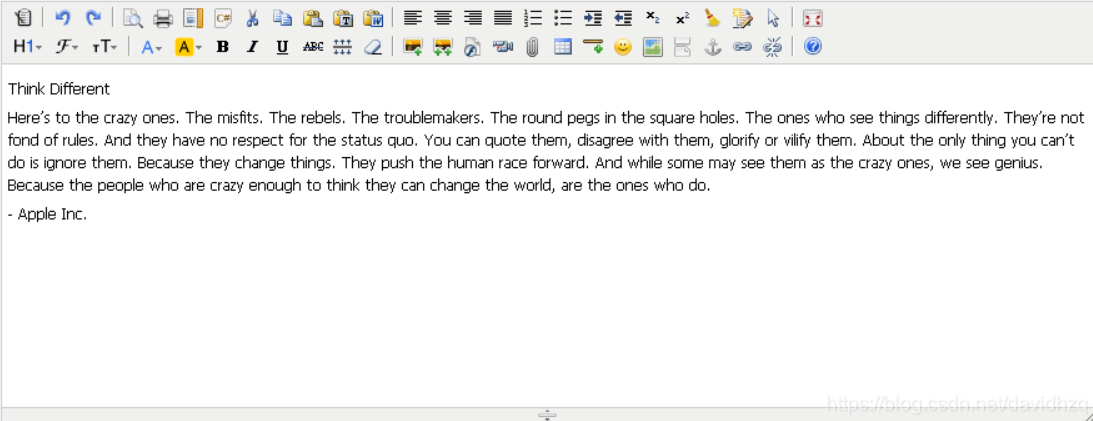 H1 F тT
A A B I U ABC
Think Different
Here’s to the crazy ones. The misfits. The rebels. The troublemakers. The round pegs in the square holes. The ones who see things differently. They’re not
fond of rules. And they have no respect for the status quo. You can quote them, disagree with them, glorify or vilify them. About the only thing you can’t
do is ignore them. Because they change things. They push the human race forward. And while some may see them as the crazy ones, we see genius.
Because the people who are crazy enough to think they can change the world, are the ones who do.
- Apple Inc.
https://blog.csdn.net/davidhzq